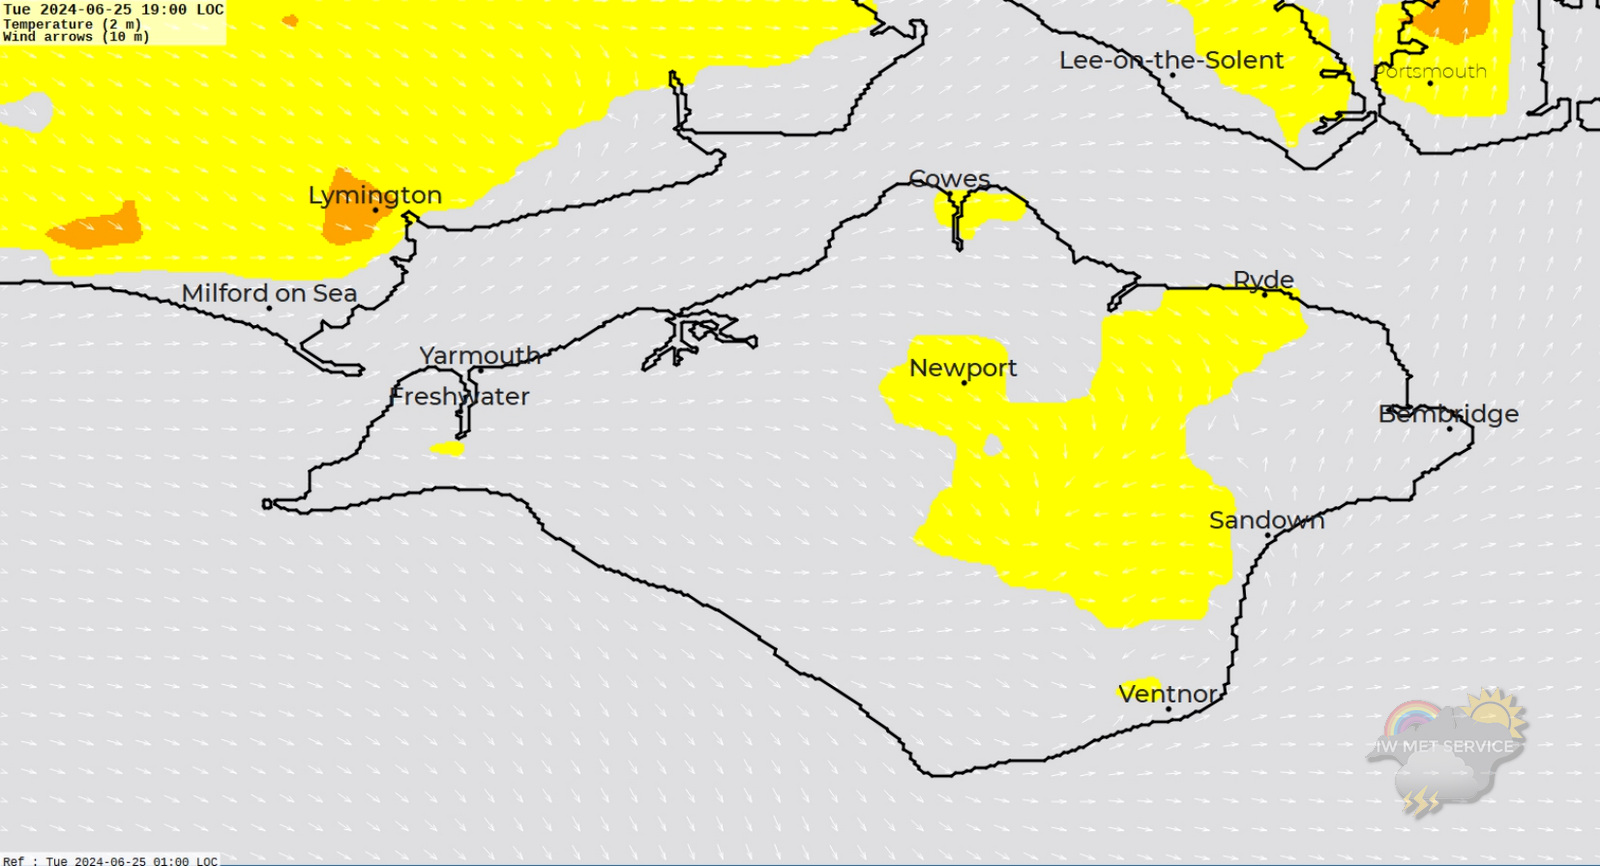 Tue 2024-06-25 19:00 LOC
Temperature (2 m)
Wind arrows (10 m)
Lee-on-the-Solent
Portsmouth
Cowes
Lymington
Ryde
Milford on Sea
Yarmouth
Newport
Freshwater
Bembridge
Sandown
Ventnor
IW MET SERVICE
Ref : Tue 2024-06-25 01:00 LOC